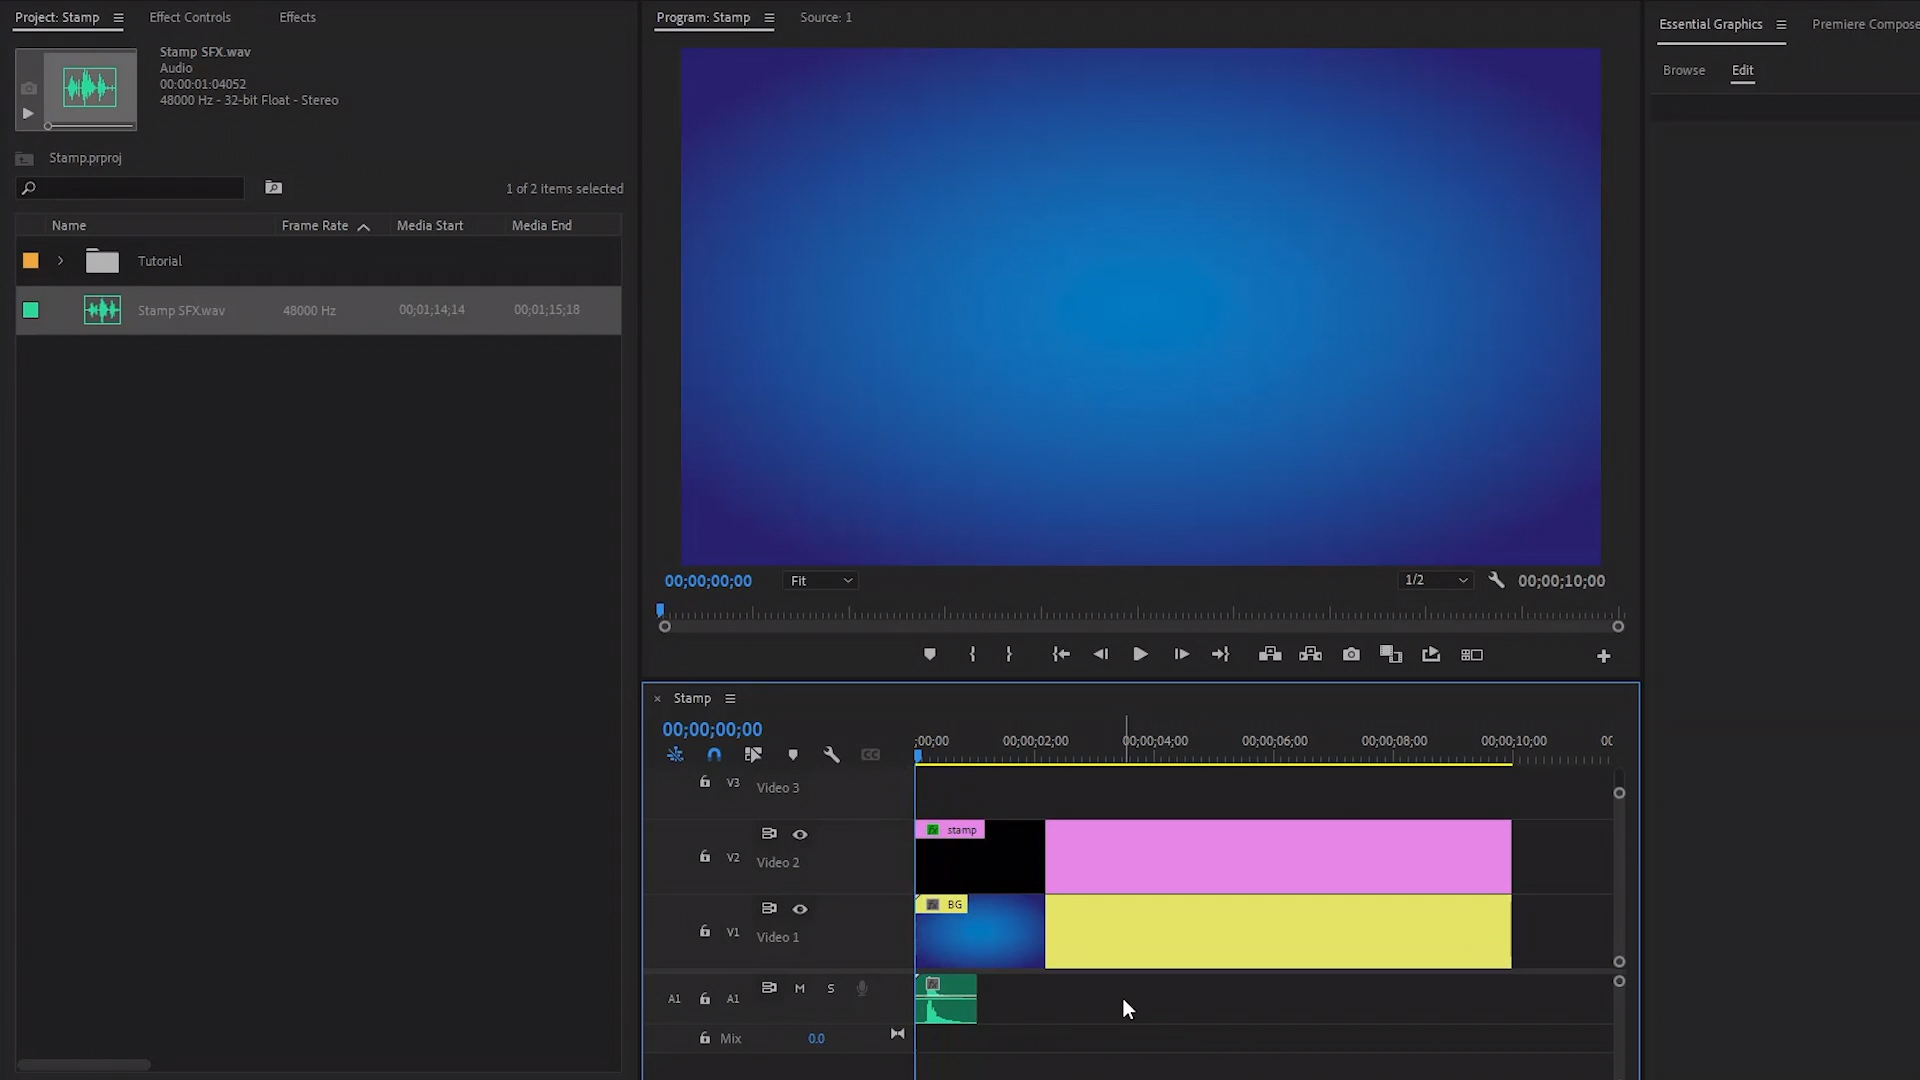 Project: Stamp
Effect Controls
Effects
Stamp SFX.wav
Audio
00:00:01:04052
48000 Hz - 32-bit Float - Stereo
Stamp.prproj
1 of 2 items selected
Name
Frame Rate
Media Start
Media End
Tutorial
Stamp SFX.wav
48000 Hz
00;01;14;14
00;01;15;18
Program: Stamp
Source: 1
00;00;00;00
Fit
1/2
00;00;10;00
Essential Graphics
Premiere Compose
Browse
Edit
× Stamp
00;00;00;00
;00;00
00;00;02;00
00;00;04;00
00;00;06;00
00;00;08;00
00;00;10;00
00
CC
V3
Video 3
fx stamp
V2
Video 2
fx BG
V1
Video 1
A1
A1
M
S
fx
Mix
0.0